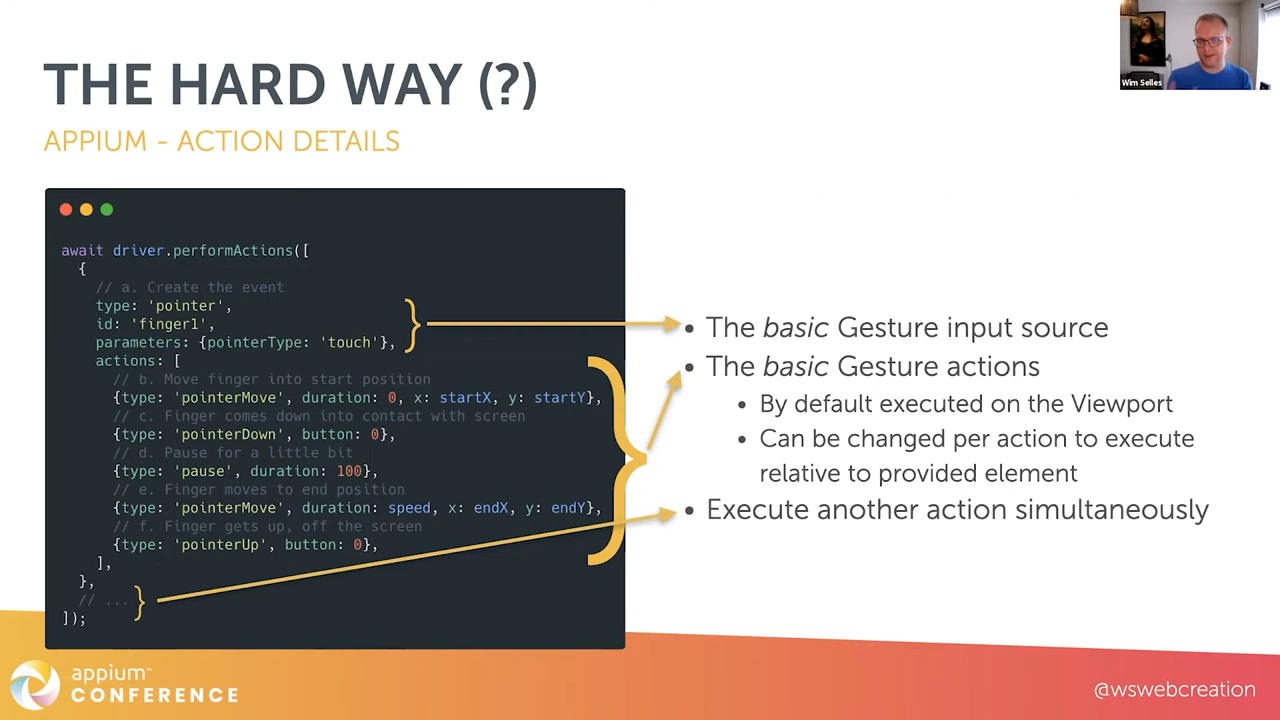 THE HARD WAY (?)
APPIUM - ACTION DETAILS
Wim Selles
await driver.performActions([
{
// a. Create the event
type: 'pointer',
id: 'finger1',
parameters: {pointerType: 'touch'},
actions: [
// b. Move finger into start position
{type: 'pointerMove', duration: 0, x: startX, y: startY},
// c. Finger comes down into contact with screen
{type: 'pointerDown', button: 0},
// d. Pause for a little bit
{type: 'pause', duration: 100},
// e. Finger moves to end position
{type: 'pointerMove', duration: speed, x: endX, y: endY},
// f. Finger gets up, off the screen
{type: 'pointerUp', button: 0},
],
},
// ...
]);
• The basic Gesture input source
• The basic Gesture actions
• By default executed on the Viewport
• Can be changed per action to execute
relative to provided element
• Execute another action simultaneously
appium™
CONFERENCE
@wswebcreation